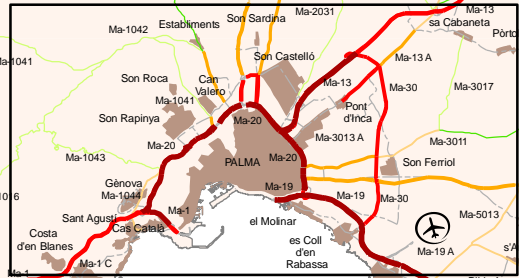 Ma-13
sa Cabaneta
Ma-2031
Son Sardina
Establiments
Ma-1042
Pòrto
Ma-1041
Son Castelló
Ma-13 A
Son Roca
Can
Valero
Ma-13
Ma-30
Ma-3017
Ma-1041
Pont
d'Inca
Son Rapinya
Ma-20
Ma-3013 A
Ma-3011
Ma-20
Ma-1043
PALMA
Ma-20
Son Ferriol
Gènova
Ma-19
Ma-1044
Ma-19
Ma-30
1016
Sant Agustí
Ma-1
el Molinar
Ma-5013
Costa
d'en Blanes
Cas Català
es Coll
d'en
Rabassa
Ma-19 A
s'A
Ma-1 C
Ma-1